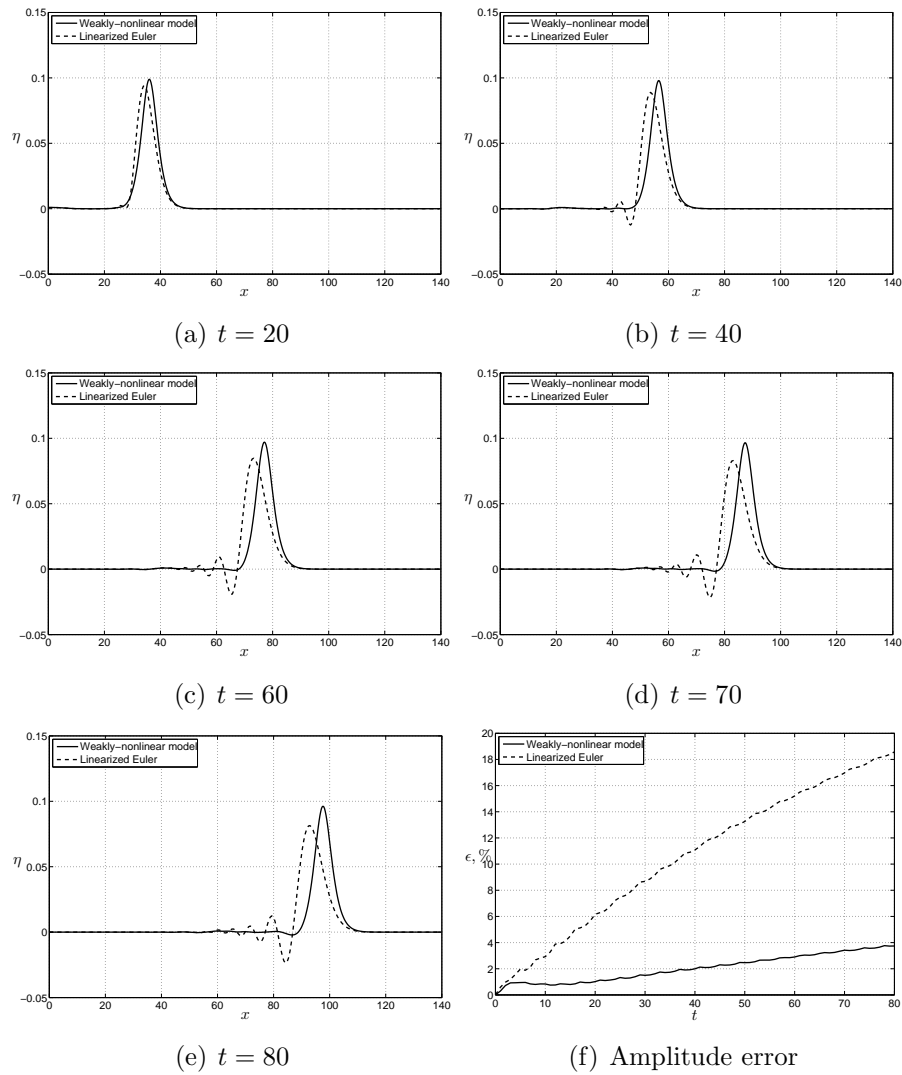 Weakly-nonlinear model
Linearized Euler
0.15
0.1
η 0.05
0
−0.05
0 20 40 60 80 100 120 140
x
(a) t = 20
Weakly-nonlinear model
Linearized Euler
0.15
0.1
η 0.05
0
−0.05
0 20 40 60 80 100 120 140
x
(b) t = 40
Weakly-nonlinear model
Linearized Euler
0.15
0.1
η 0.05
0
−0.05
0 20 40 60 80 100 120 140
x
(c) t = 60
Weakly-nonlinear model
Linearized Euler
0.15
0.1
η 0.05
0
−0.05
0 20 40 60 80 100 120 140
x
(d) t = 70
Weakly-nonlinear model
Linearized Euler
0.15
0.1
η 0.05
0
−0.05
0 20 40 60 80 100 120 140
x
(e) t = 80
Weakly-nonlinear model
Linearized Euler
20
18
16
14
12
ϵ, % 10
8
6
4
2
0
0 10 20 30 40 50 60 70 80
t
(f) Amplitude error